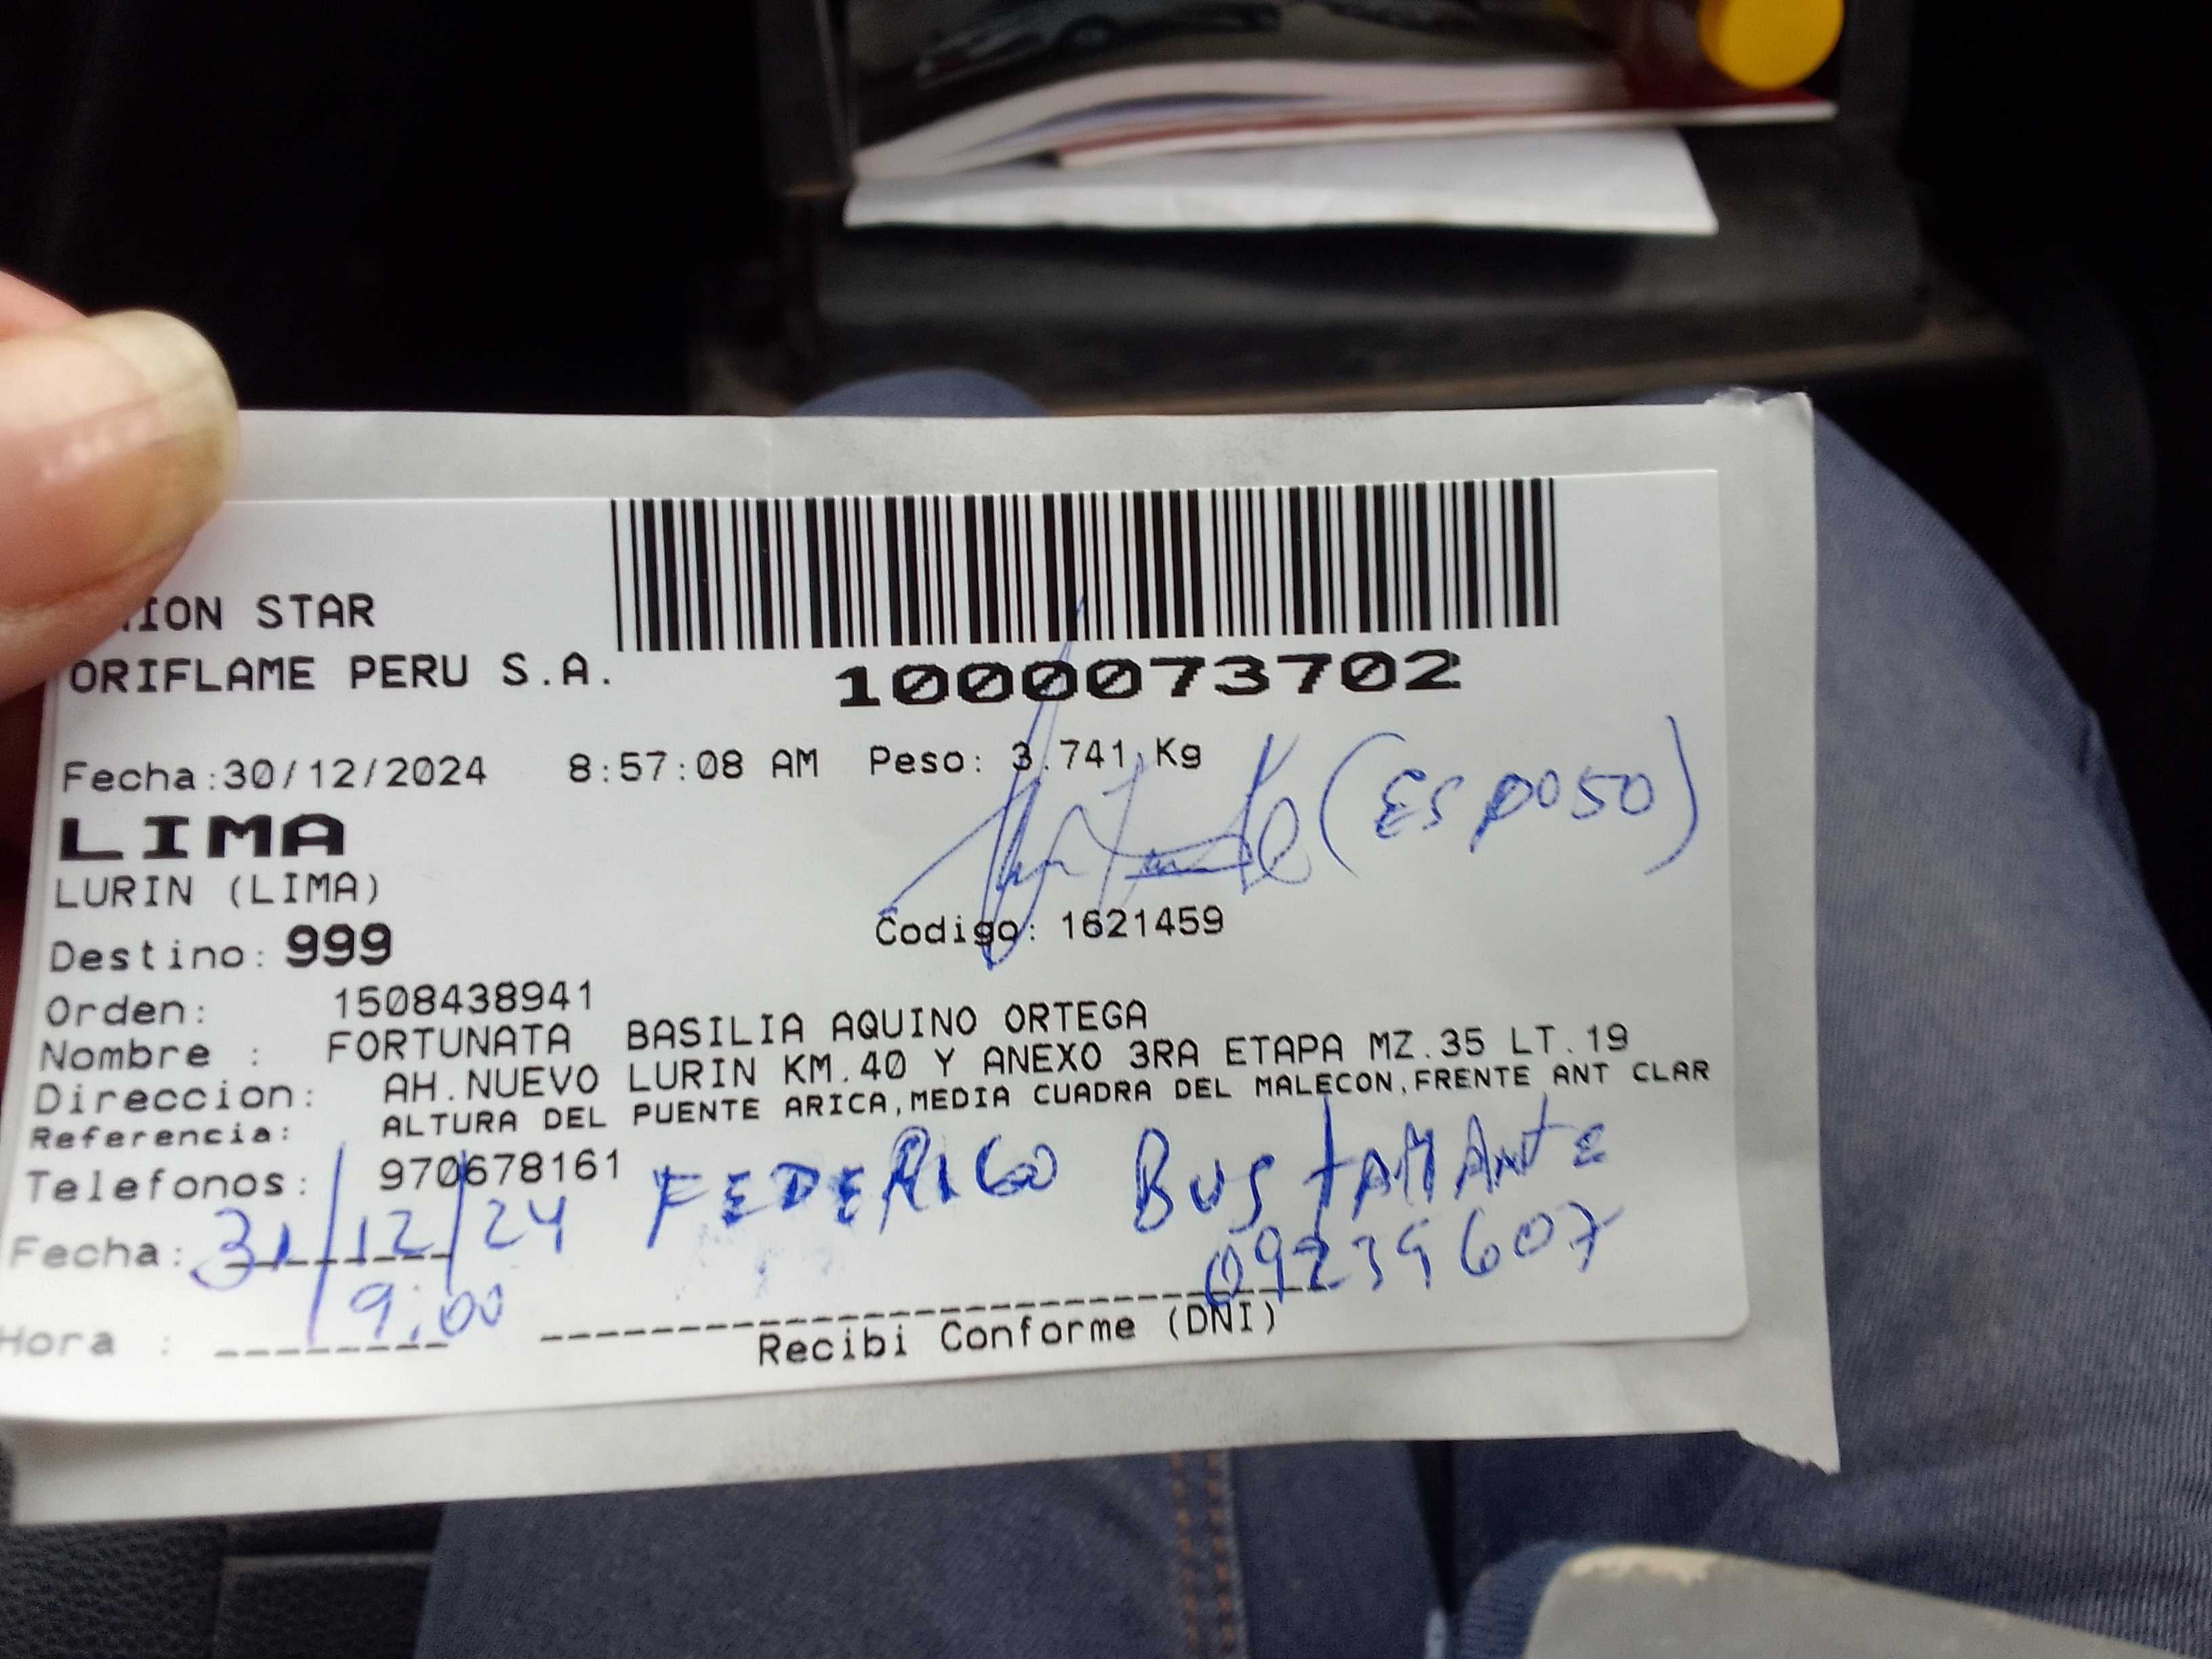 ION STAR
ORIFLAME PERU S.A.
1000073702
Fecha:30/12/2024 8:57:08 AM Peso: 3.741 Kg
LIMA
(ESPOSO)
LURIN (LIMA)
Codigo: 1621459
Destino: 999
Orden: 1508438941
Nombre : FORTUNATA BASILIA AQUINO ORTEGA
Direccion: AH.NUEVO LURIN KM.40 Y ANEXO 3RA ETAPA MZ.35 LT.19
Referencia: ALTURA DEL PUENTE ARICA,MEDIA CUADRA DEL MALECON,FRENTE ANT CLAR
Telefonos: 970678161
FEDERICO BUSTAMANTE
Fecha: 31/12/24
09239607
Hora : 9:00
Recibi Conforme (DNI)